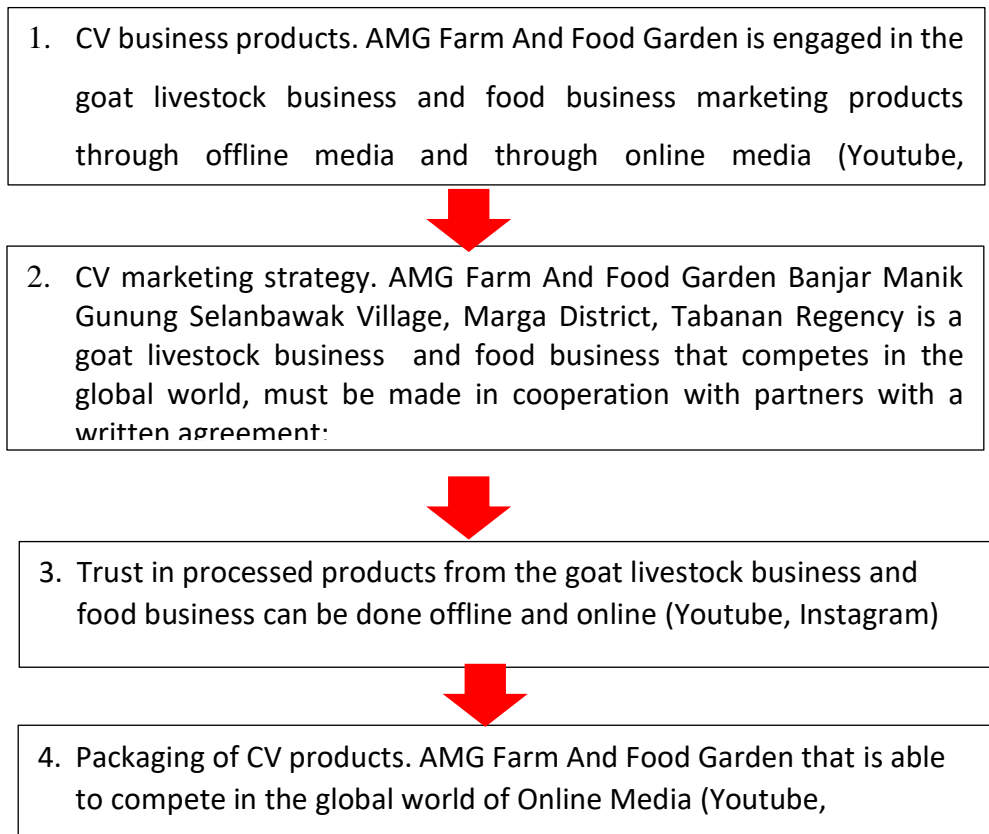 1. CV business products. AMG Farm And Food Garden is engaged in the
goat livestock business and food business marketing products
through offline media and through online media (Youtube,
2. CV marketing strategy. AMG Farm And Food Garden Banjar Manik
Gunung Selanbawak Village, Marga District, Tabanan Regency is a
goat livestock business and food business that competes in the
global world, must be made in cooperation with partners with a
written agreement;
3. Trust in processed products from the goat livestock business and
food business can be done offline and online (Youtube, Instagram)
4. Packaging of CV products. AMG Farm And Food Garden that is able
to compete in the global world of Online Media (Youtube,